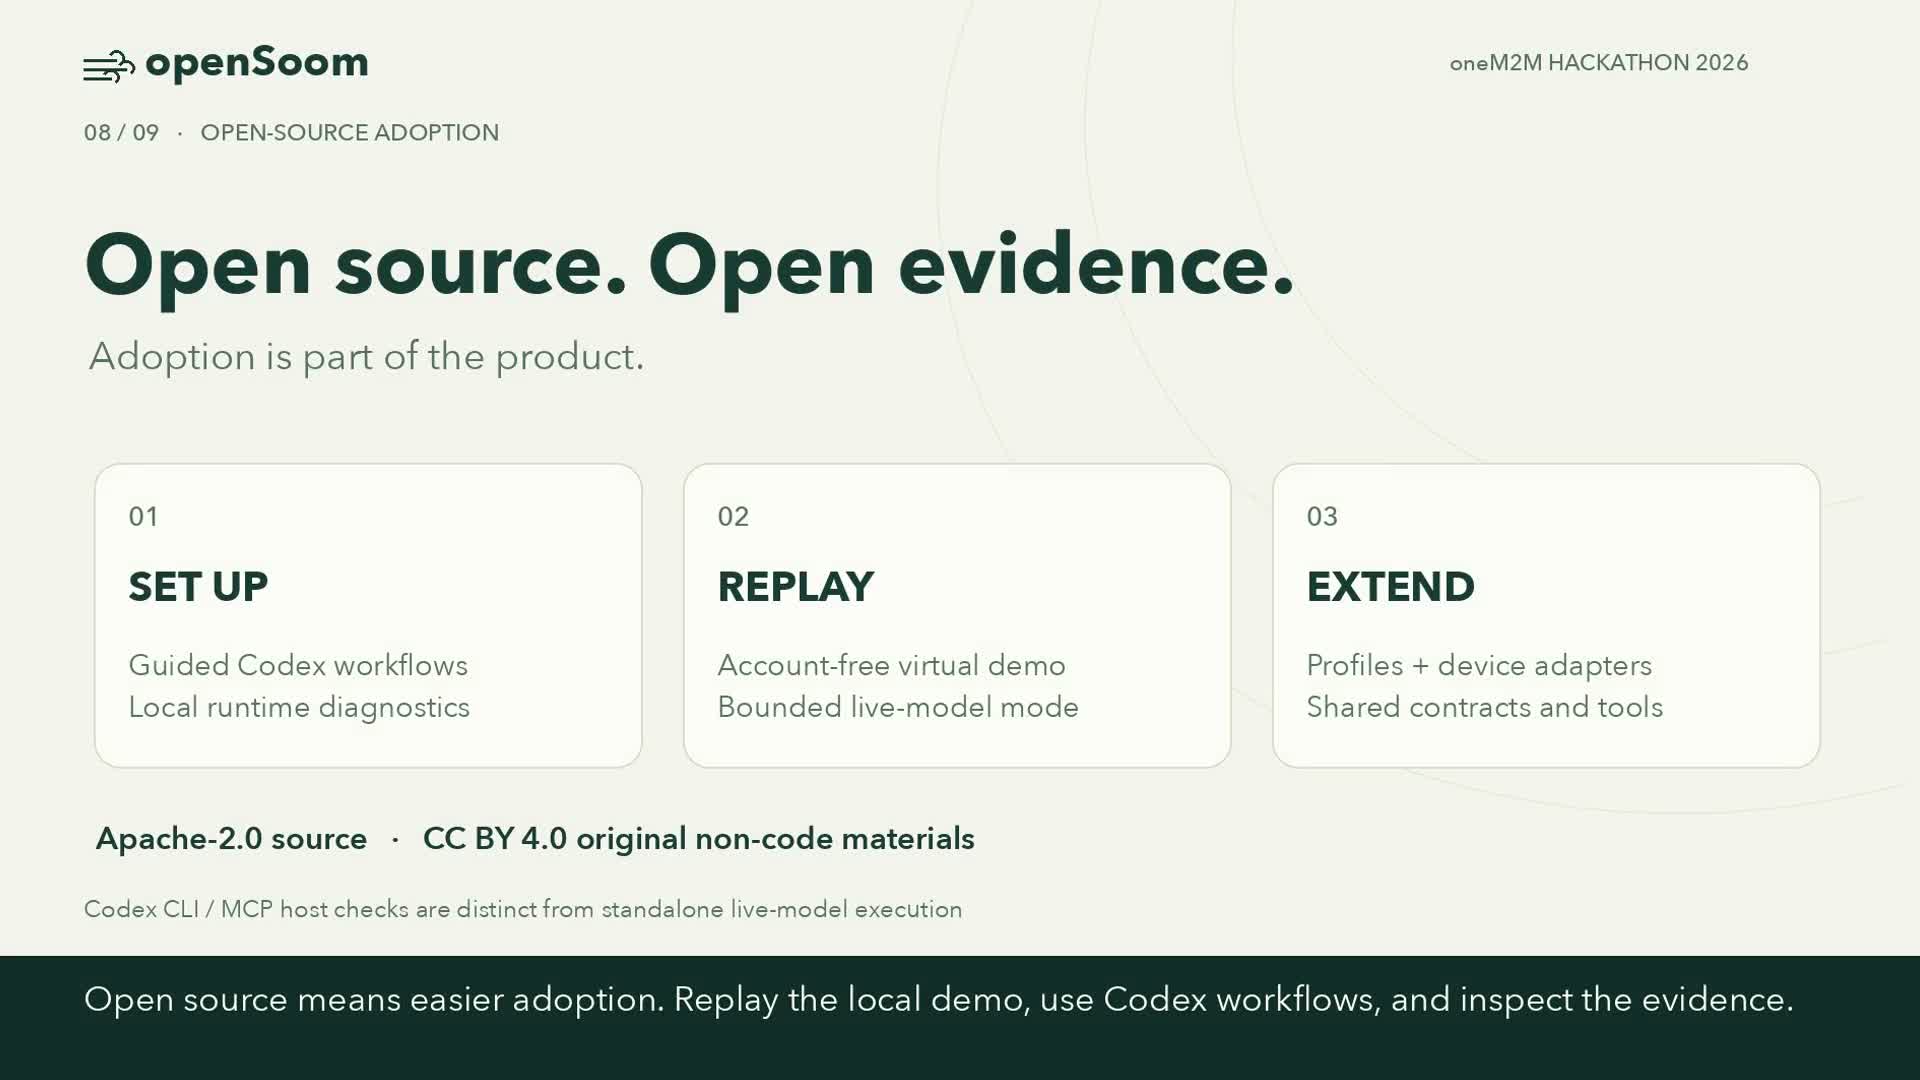 openSoom
oneM2M HACKATHON 2026
08 / 09 · OPEN-SOURCE ADOPTION
Open source. Open evidence.
Adoption is part of the product.
01
SET UP
Guided Codex workflows
Local runtime diagnostics
02
REPLAY
Account-free virtual demo
Bounded live-model mode
03
EXTEND
Profiles + device adapters
Shared contracts and tools
Apache-2.0 source · CC BY 4.0 original non-code materials
Codex CLI / MCP host checks are distinct from standalone live-model execution
Open source means easier adoption. Replay the local demo, use Codex workflows, and inspect the evidence.